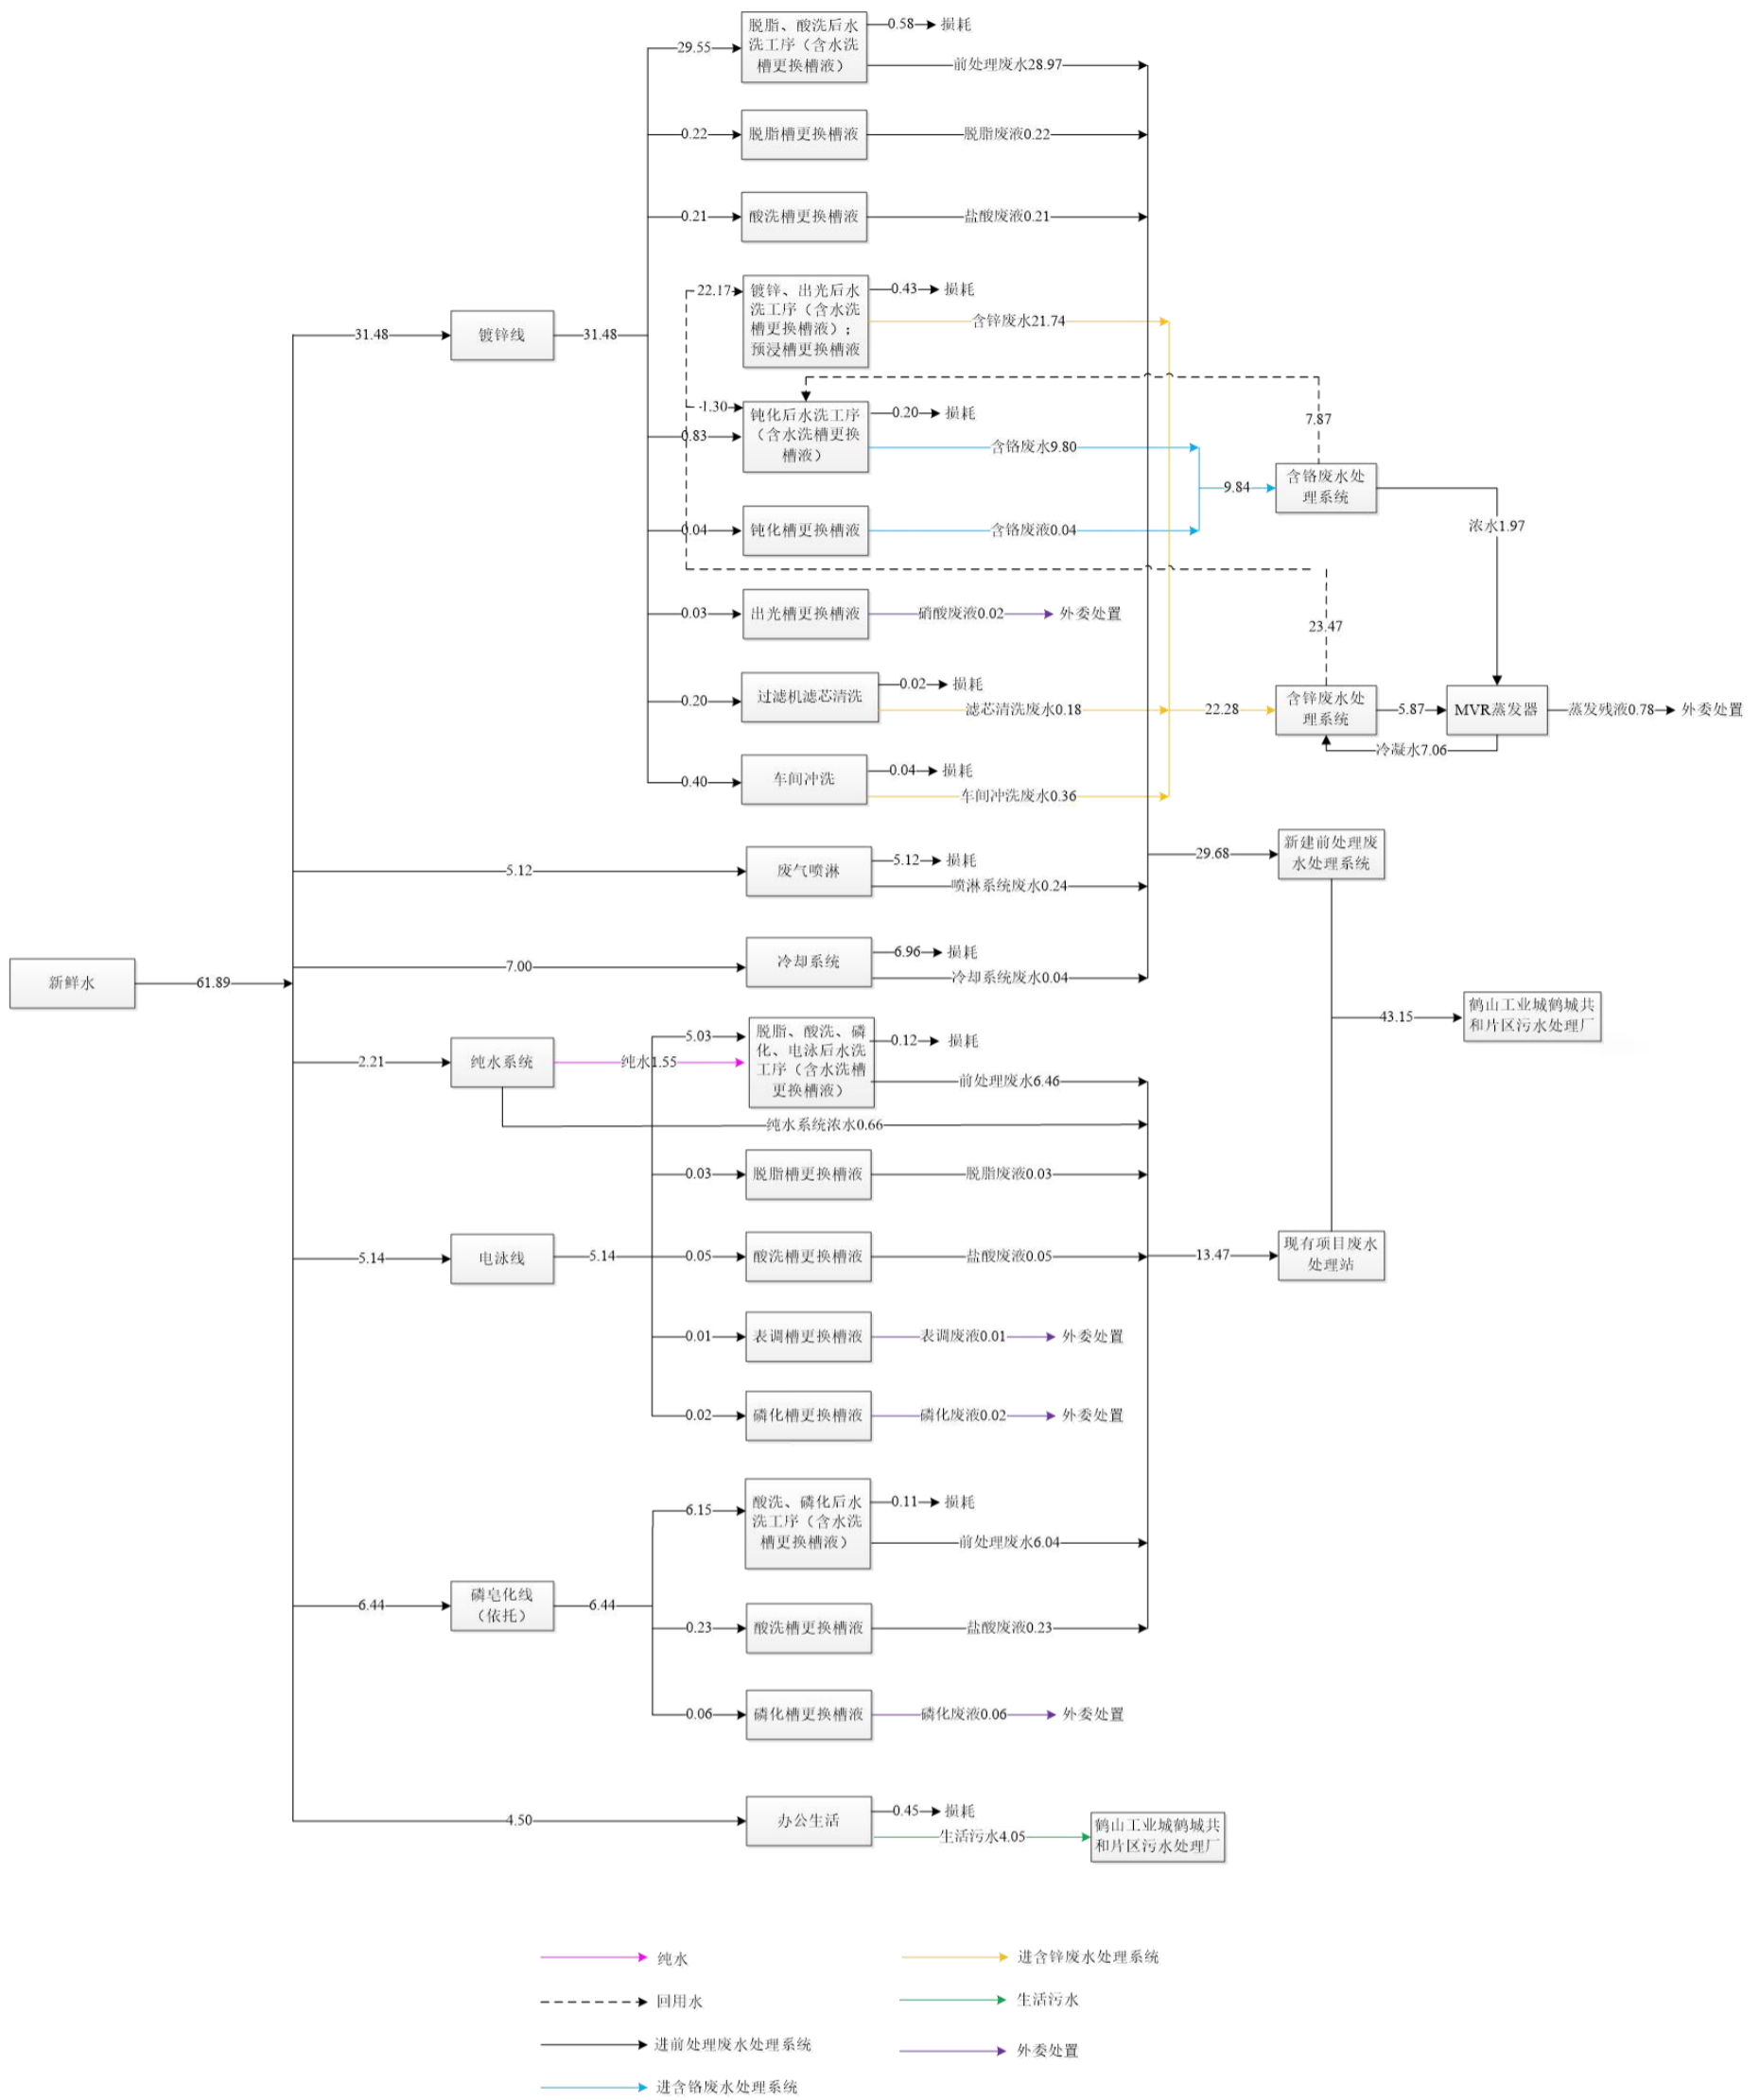 脱脂、酸洗后水
洗工序（含水洗
槽更换槽液）
29.55
0.58
损耗
前处理废水28.97
0.22
脱脂槽更换槽液
脱脂废液0.22
0.21
酸洗槽更换槽液
盐酸废液0.21
22.17
镀锌、出光后水
洗工序（含水洗
槽更换槽液）；
预浸槽更换槽液
0.43
损耗
含锌废水21.74
31.48
镀锌线
31.48
1.30
0.83
钝化后水洗工序
（含水洗槽更换
槽液）
0.20
损耗
含铬废水9.80
7.87
9.84
含铬废水处
理系统
浓水1.97
0.04
钝化槽更换槽液
含铬废液0.04
0.03
出光槽更换槽液
硝酸废液0.02
外委处置
23.47
0.20
过滤机滤芯清洗
0.02
损耗
滤芯清洗废水0.18
22.28
含锌废水处
理系统
5.87
MVR蒸发器
蒸发残液0.78
外委处置
冷凝水7.06
0.40
车间冲洗
0.04
损耗
车间冲洗废水0.36
5.12
废气喷淋
5.12
损耗
喷淋系统废水0.24
29.68
新建前处理废
水处理系统
7.00
冷却系统
6.96
损耗
冷却系统废水0.04
新鲜水
61.89
43.15
鹤山工业城鹤城共
和片区污水处理厂
2.21
纯水系统
纯水1.55
5.03
脱脂、酸洗、磷
化、电泳后水洗
工序（含水洗槽
更换槽液）
0.12
损耗
前处理废水6.46
纯水系统浓水0.66
0.03
脱脂槽更换槽液
脱脂废液0.03
5.14
电泳线
5.14
0.05
酸洗槽更换槽液
盐酸废液0.05
13.47
现有项目废水
处理站
0.01
表调槽更换槽液
表调废液0.01
外委处置
0.02
磷化槽更换槽液
磷化废液0.02
外委处置
6.15
酸洗、磷化后水
洗工序（含水洗
槽更换槽液）
0.11
损耗
前处理废水6.04
6.44
磷皂化线
（依托）
6.44
0.23
酸洗槽更换槽液
盐酸废液0.23
0.06
磷化槽更换槽液
磷化废液0.06
外委处置
4.50
办公生活
0.45
损耗
生活污水4.05
鹤山工业城鹤城共
和片区污水处理厂
纯水
进含锌废水处理系统
回用水
生活污水
进前处理废水处理系统
外委处置
进含铬废水处理系统